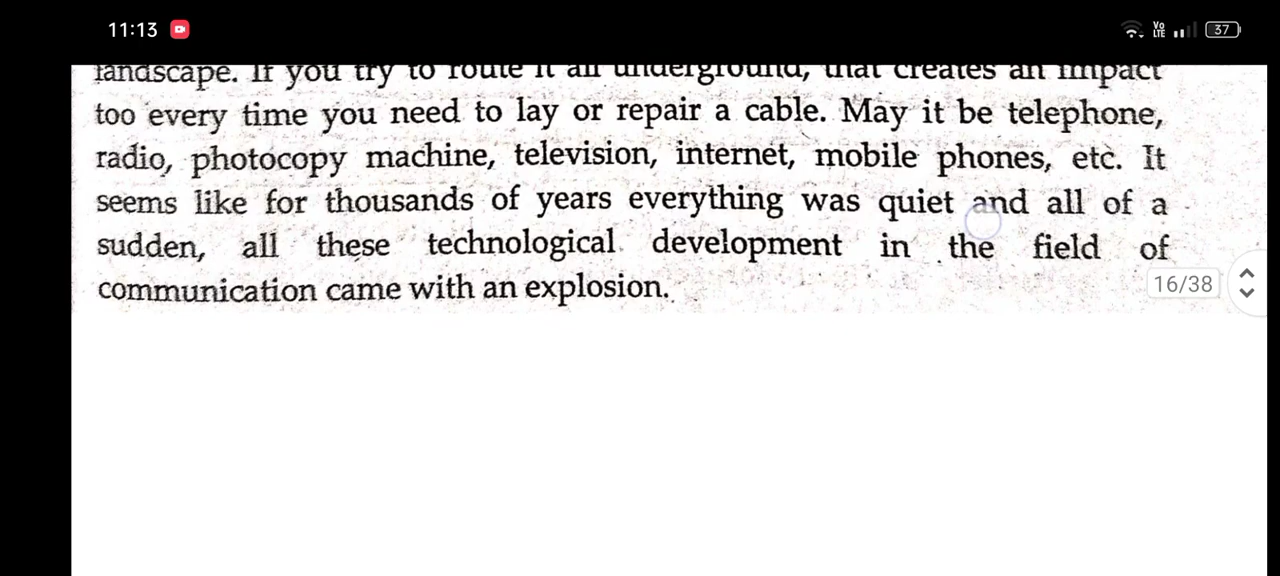 11:13
Vo LTE
37
landscape. If you try to route it all underground, that creates an impact
too every time you need to lay or repair a cable. May it be telephone,
radio, photocopy machine, television, internet, mobile phones, etc. It
seems like for thousands of years everything was quiet and all of a
sudden, all these technological development in the field of
communication came with an explosion.
16/38